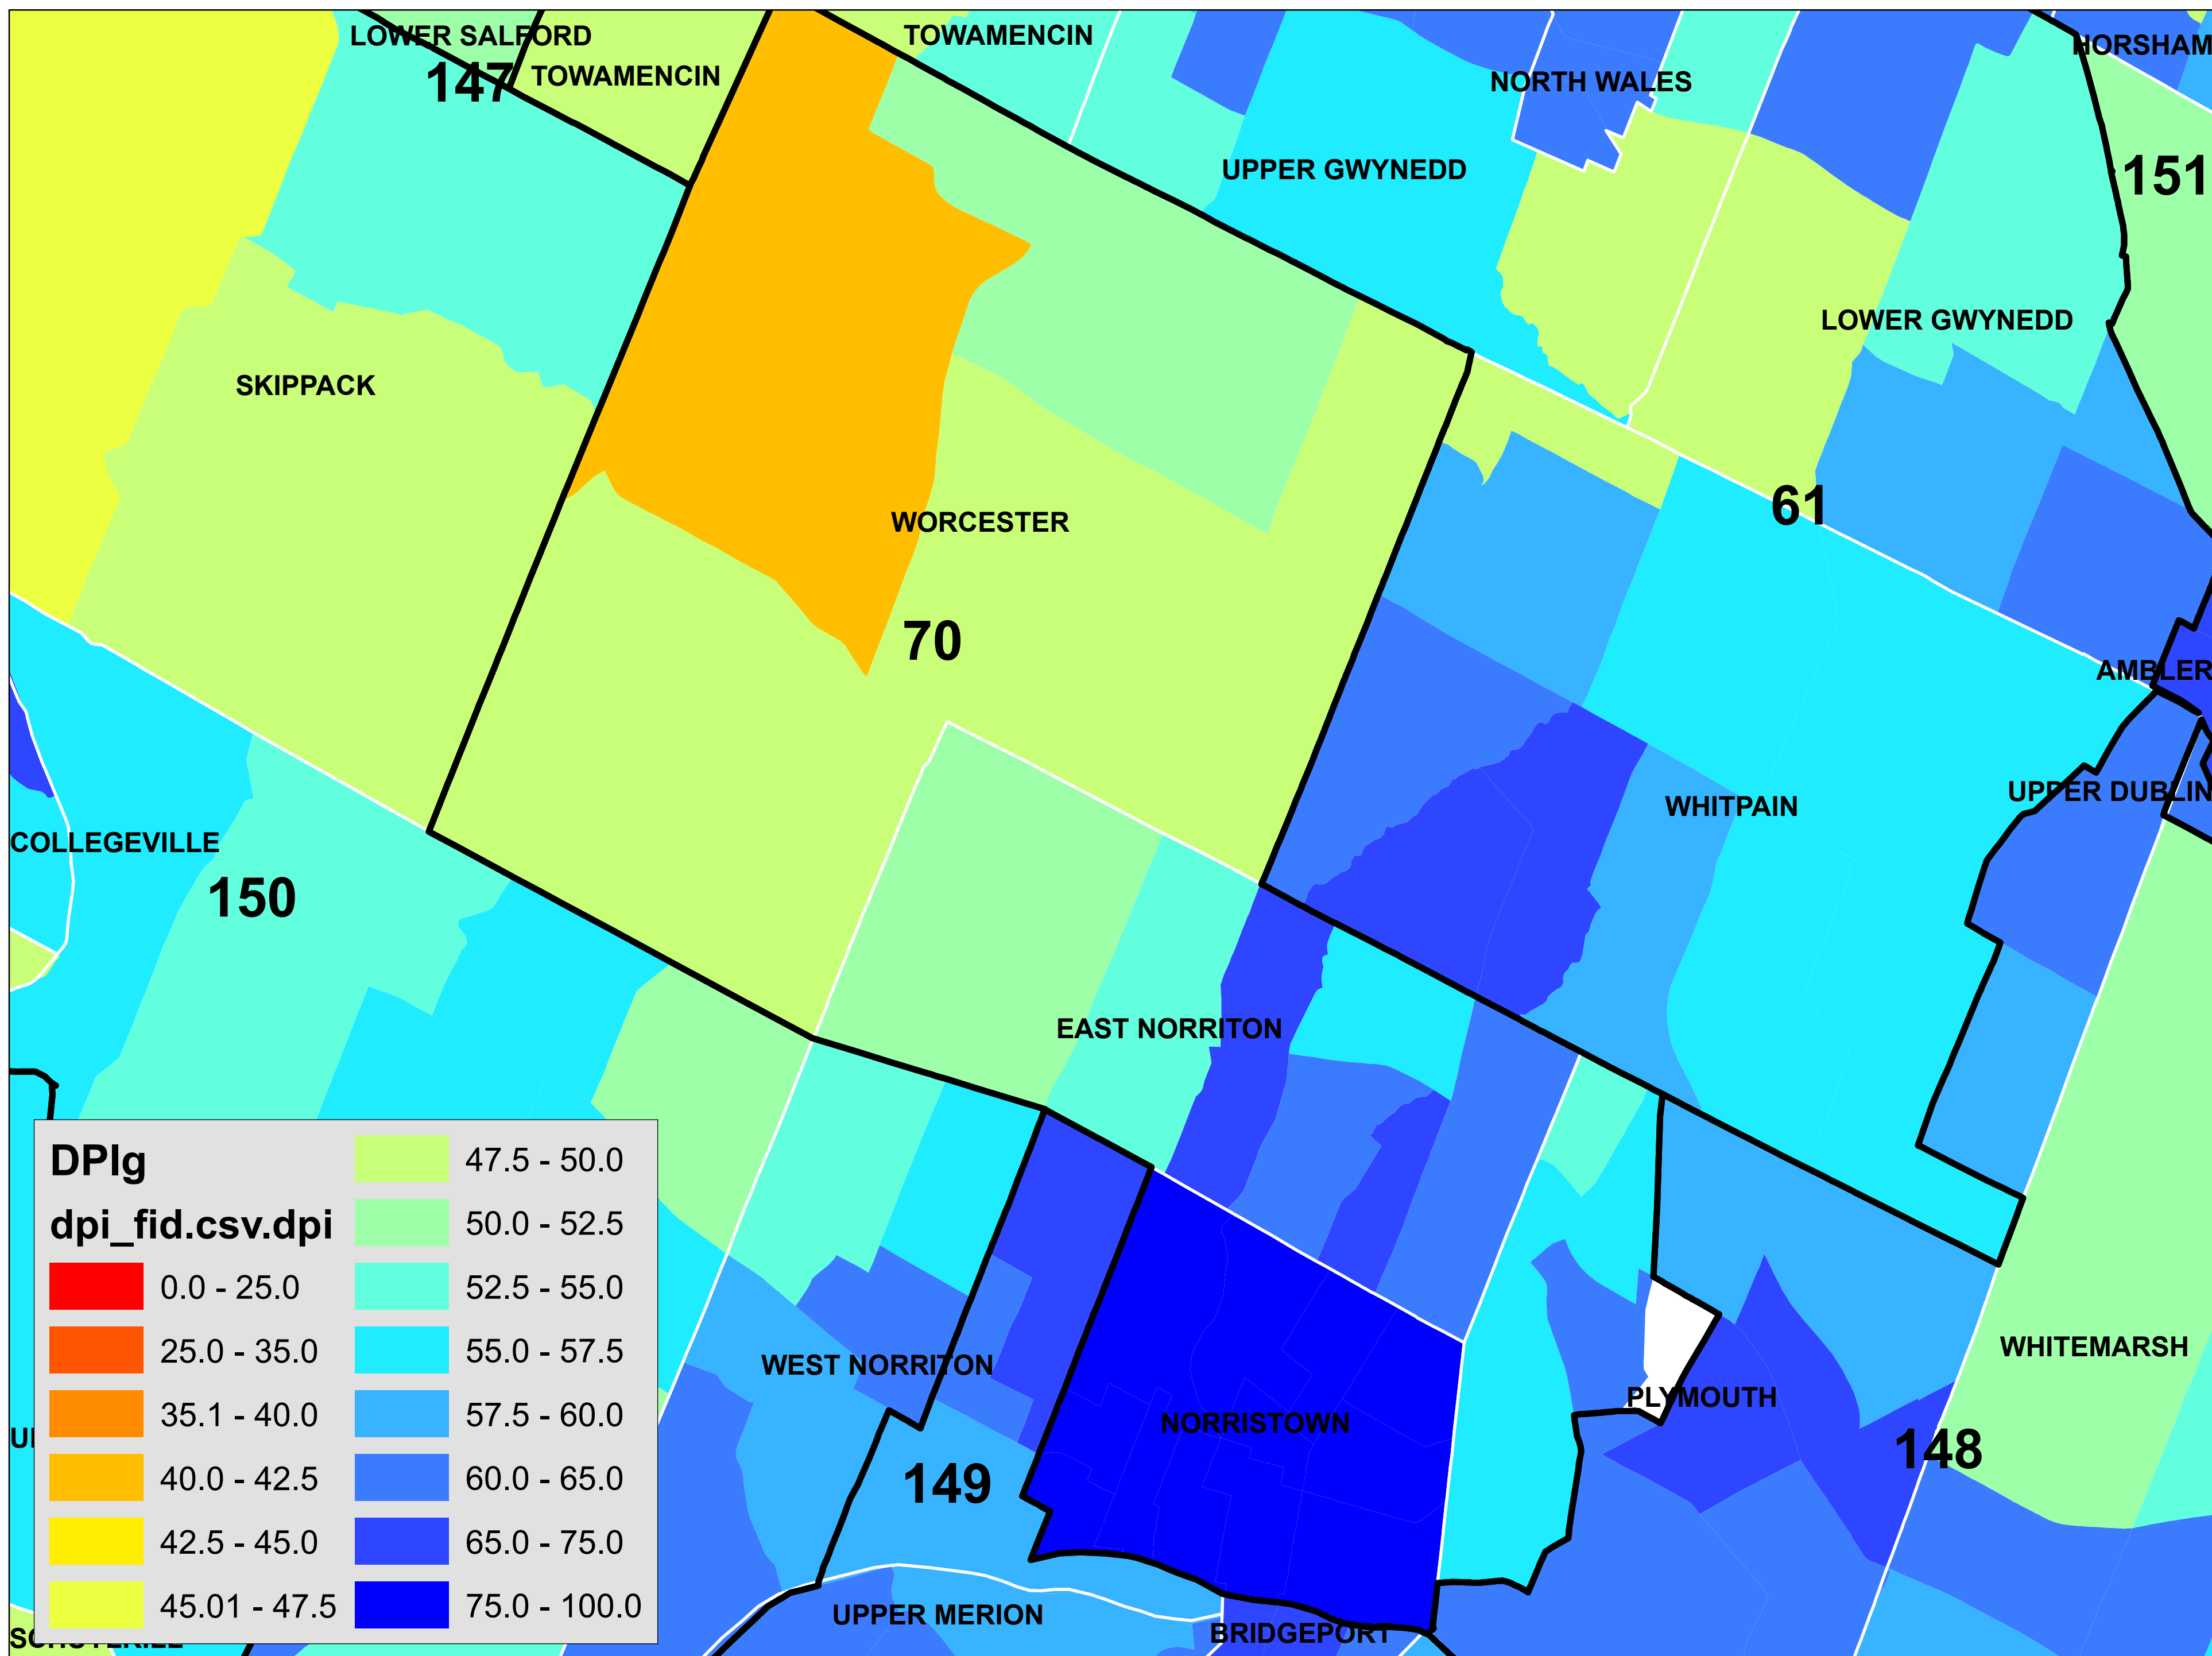 LOWER SALFORD
TOWAMENCIN
HORSHAM
147
TOWAMENCIN
NORTH WALES
151
UPPER GWYNEDD
LOWER GWYNEDD
SKIPPACK
61
WORCESTER
70
AMBLER
UPPER DUBLIN
WHITPAIN
COLLEGEVILLE
150
EAST NORRITON
WHITEMARSH
WEST NORRITON
PLYMOUTH
NORRISTOWN
148
149
UPPER MERION
BRIDGEPORT
DPIg
dpi_fid.csv.dpi
0.0 - 25.0
25.0 - 35.0
35.1 - 40.0
40.0 - 42.5
42.5 - 45.0
45.01 - 47.5
47.5 - 50.0
50.0 - 52.5
52.5 - 55.0
55.0 - 57.5
57.5 - 60.0
60.0 - 65.0
65.0 - 75.0
75.0 - 100.0